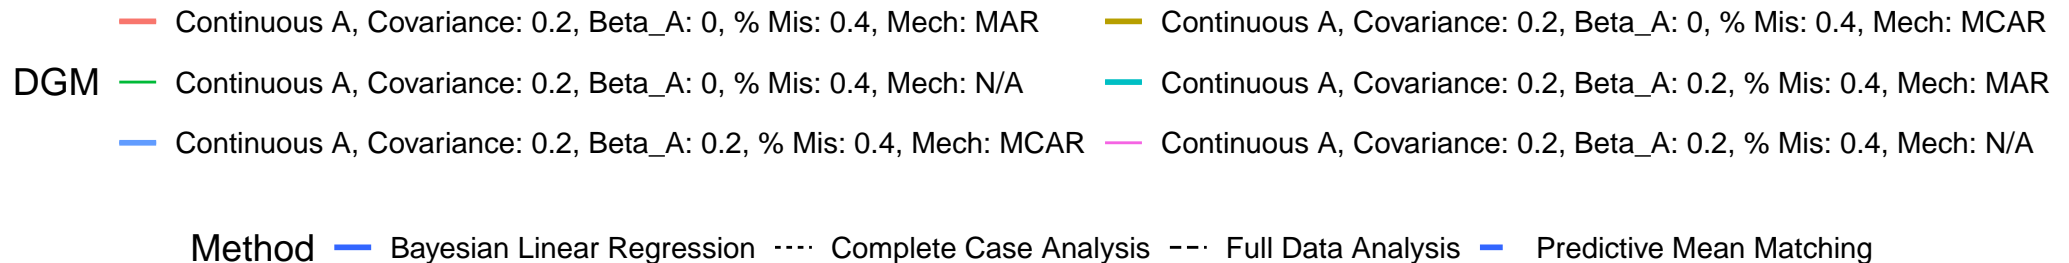 Continuous A, Covariance: 0.2, Beta_A: 0, % Mis: 0.4, Mech: MAR Continuous A, Covariance: 0.2, Beta_A: 0, % Mis: 0.4, Mech: MCAR
DGM Continuous A, Covariance: 0.2, Beta_A: 0, % Mis: 0.4, Mech: N/A Continuous A, Covariance: 0.2, Beta_A: 0.2, % Mis: 0.4, Mech: MAR
Continuous A, Covariance: 0.2, Beta_A: 0.2, % Mis: 0.4, Mech: MCAR Continuous A, Covariance: 0.2, Beta_A: 0.2, % Mis: 0.4, Mech: N/A
Method Bayesian Linear Regression Complete Case Analysis Full Data Analysis Predictive Mean Matching